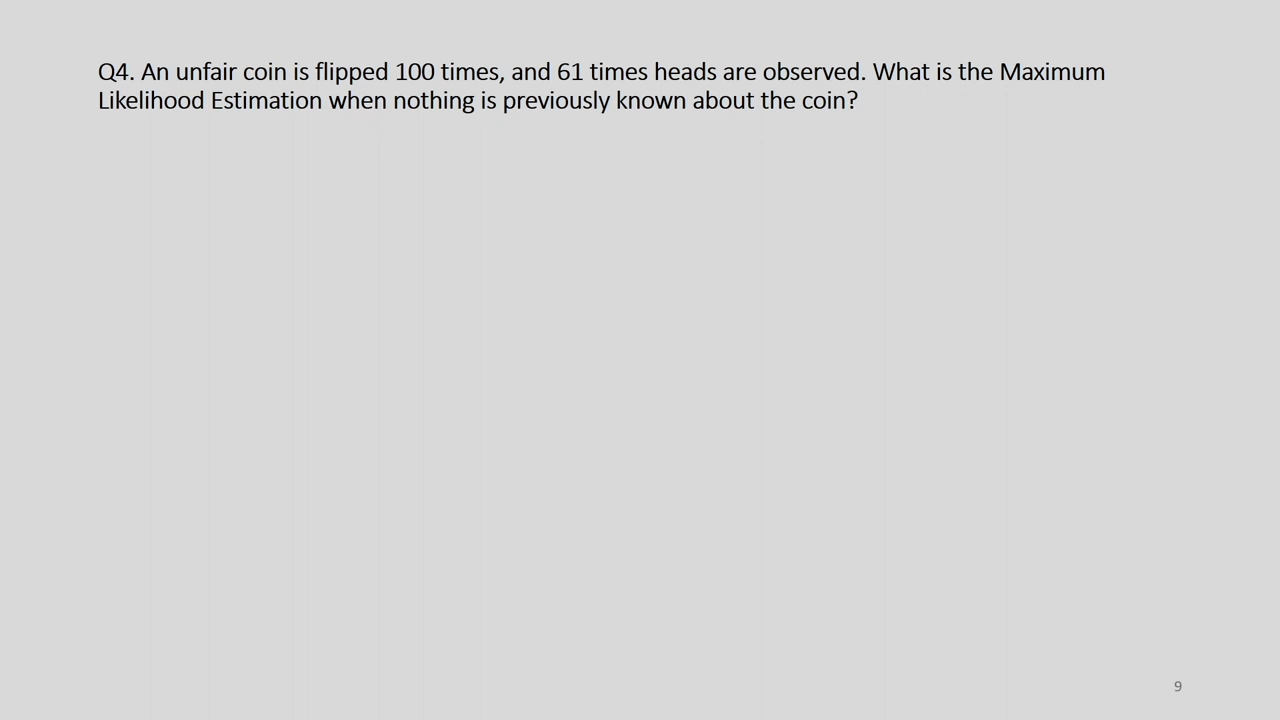 Q4. An unfair coin is flipped 100 times, and 61 times heads are observed. What is the Maximum
Likelihood Estimation when nothing is previously known about the coin?
9